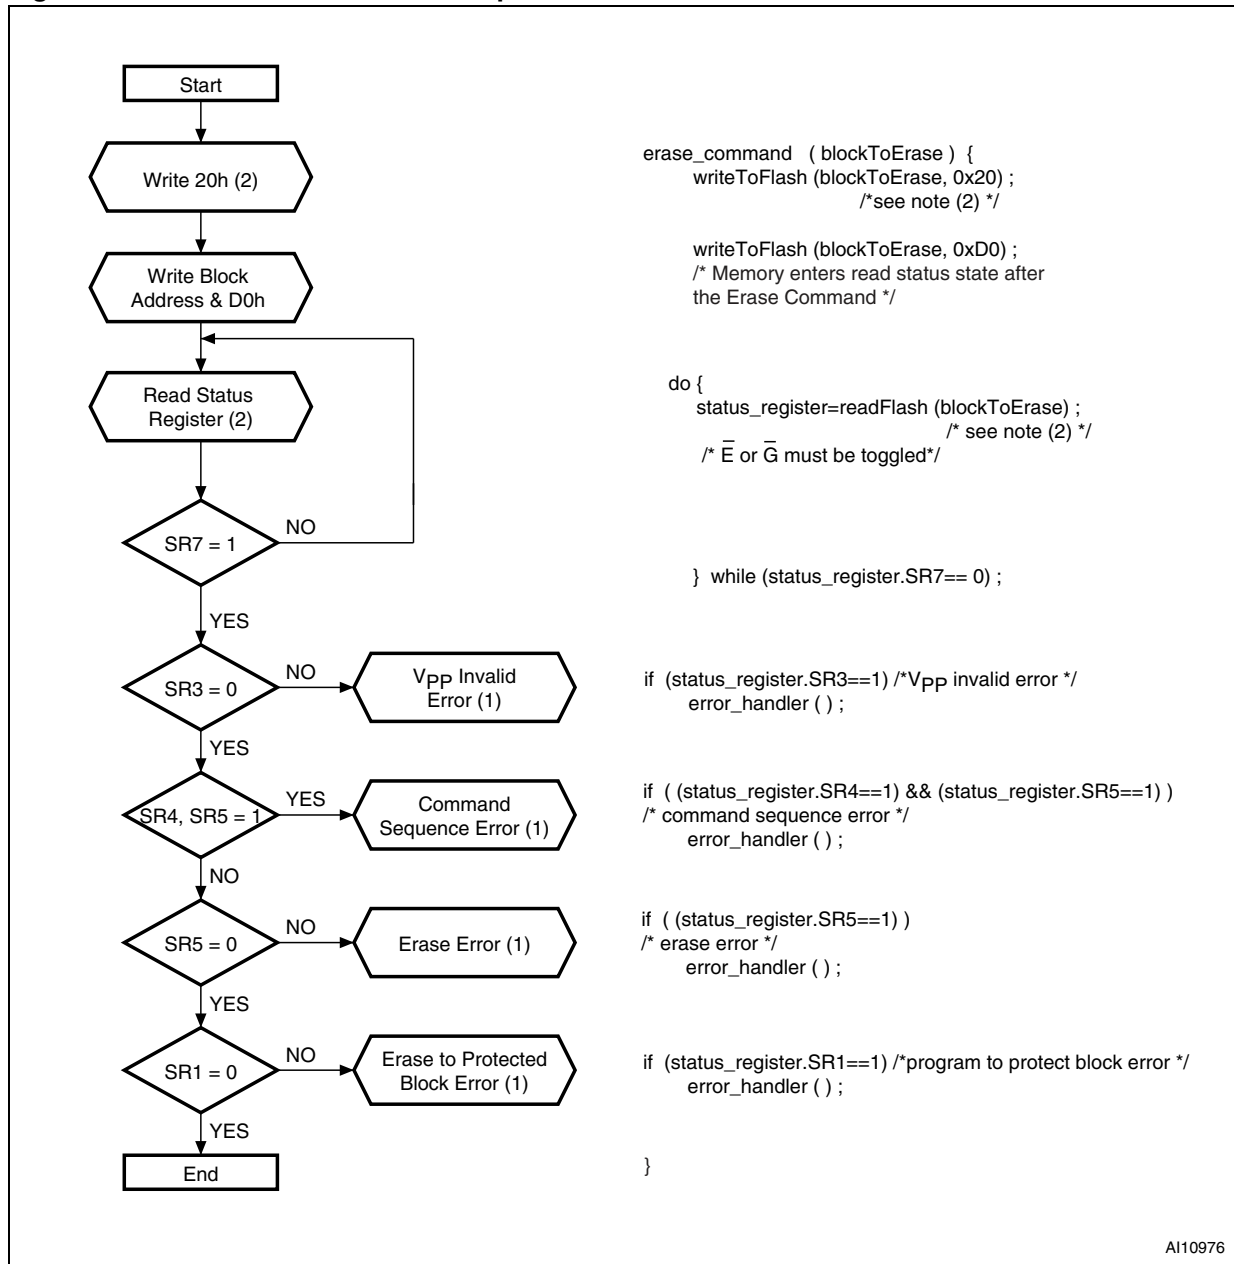 Start
Write 20h (2)
Write Block
Address & D0h
Read Status
Register (2)
SR7 = 1
NO
YES
SR3 = 0
NO
VPP Invalid
Error (1)
YES
SR4, SR5 = 1
YES
Command
Sequence Error (1)
NO
SR5 = 0
NO
Erase Error (1)
YES
SR1 = 0
NO
Erase to Protected
Block Error (1)
YES
End
erase_command ( blockToErase ) {
writeToFlash (blockToErase, 0x20) ;
/*see note (2) */
writeToFlash (blockToErase, 0xD0) ;
/* Memory enters read status state after
the Erase Command */
do {
status_register=readFlash (blockToErase) ;
/* see note (2) */
/* E̅ or G̅ must be toggled*/
} while (status_register.SR7== 0) ;
if (status_register.SR3==1) /*VPP invalid error */
error_handler ( ) ;
if ( (status_register.SR4==1) && (status_register.SR5==1) )
/* command sequence error */
error_handler ( ) ;
if ( (status_register.SR5==1) )
/* erase error */
error_handler ( ) ;
if (status_register.SR1==1) /*program to protect block error */
error_handler ( ) ;
}
AI10976